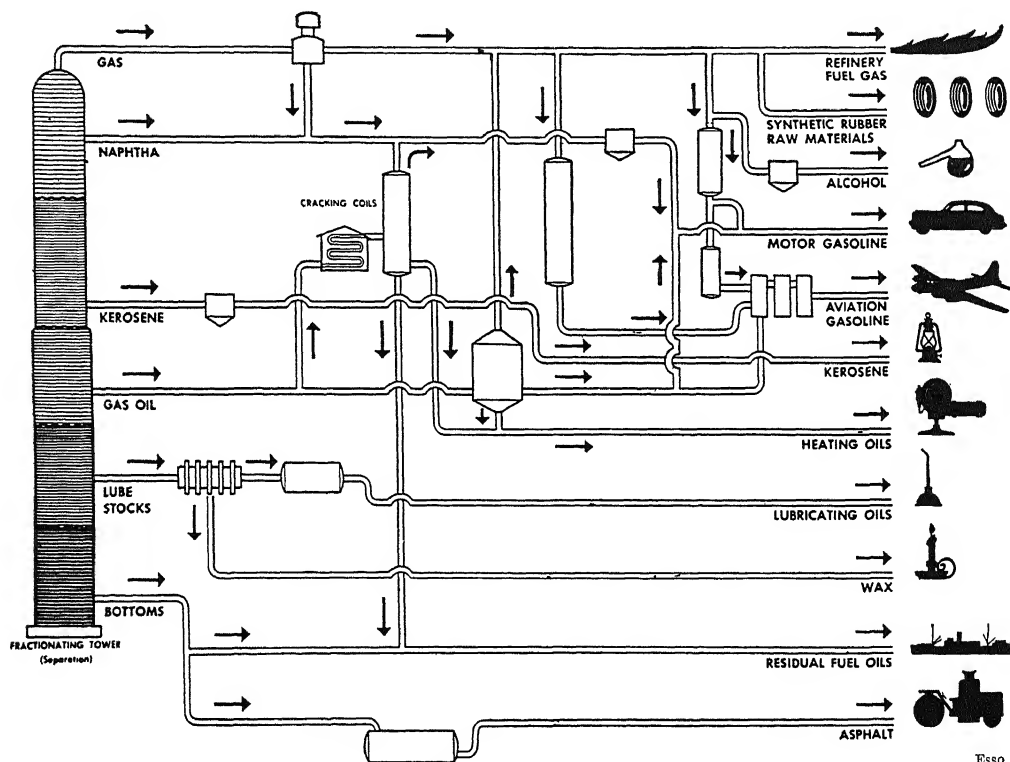 GAS
REFINERY
FUEL GAS
NAPHTHA
SYNTHETIC RUBBER
RAW MATERIALS
ALCOHOL
CRACKING COILS
MOTOR GASOLINE
KEROSENE
AVIATION
GASOLINE
KEROSENE
GAS OIL
HEATING OILS
LUBE
STOCKS
LUBRICATING OILS
WAX
BOTTOMS
FRACTIONATING TOWER
(Separation)
RESIDUAL FUEL OILS
ASPHALT
Esso